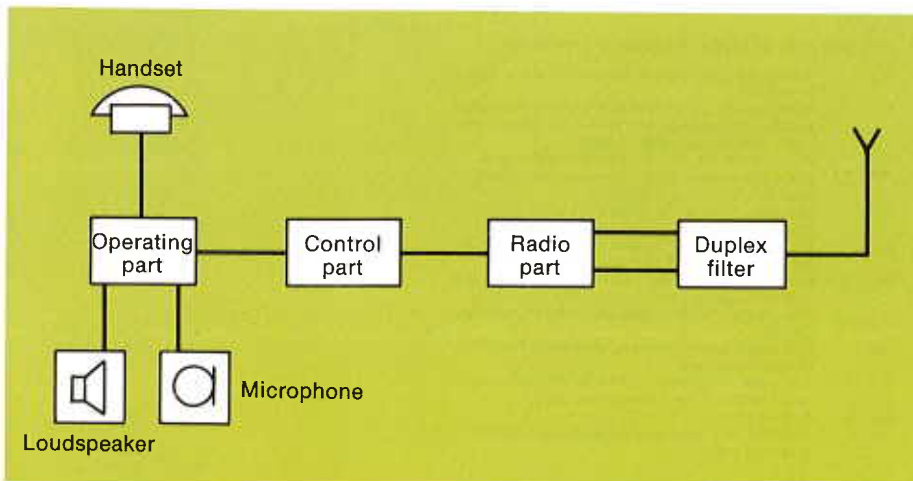 Handset
Operating
part
Control
part
Radio
part
Duplex
filter
Microphone
Loudspeaker